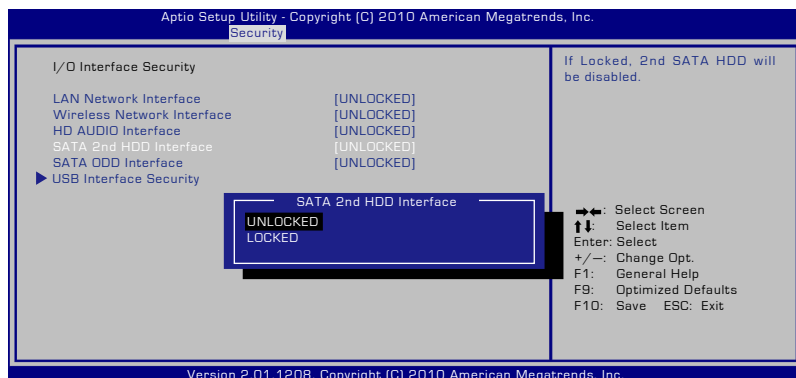 Aptio Setup Utility - Copyright (C) 2010 American Megatrends, Inc.
Security
I/O Interface Security
LAN Network Interface [UNLOCKED]
Wireless Network Interface [UNLOCKED]
HD AUDIO Interface [UNLOCKED]
SATA 2nd HDD Interface [UNLOCKED]
SATA ODD Interface [UNLOCKED]
USB Interface Security
SATA 2nd HDD Interface
UNLOCKED
LOCKED
If Locked, 2nd SATA HDD will
be disabled.
→←: Select Screen
↑↓: Select Item
Enter: Select
+/—: Change Opt.
F1: General Help
F9: Optimized Defaults
F10: Save ESC: Exit
Version 2.01.1208. Copyright (C) 2010 American Megatrends, Inc.